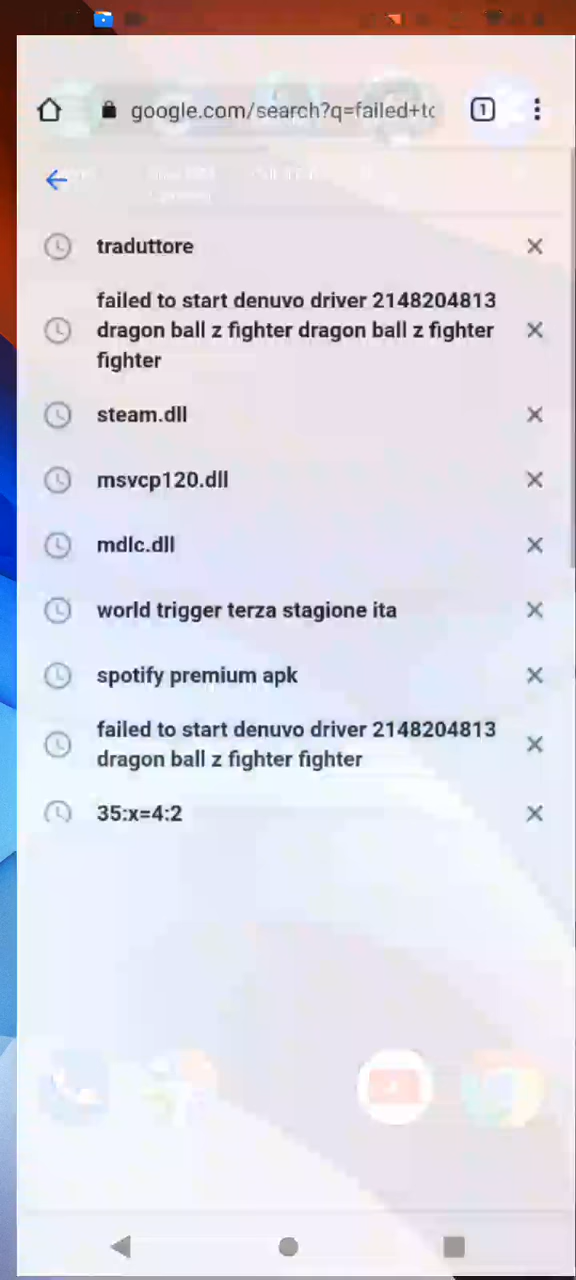 google.com/search?q=failed+tc
1
traduttore
failed to start denuvo driver 2148204813
dragon ball z fighter dragon ball z fighter
fighter
steam.dll
msvcp120.dll
mdlc.dll
world trigger terza stagione ita
spotify premium apk
failed to start denuvo driver 2148204813
dragon ball z fighter fighter
35:x=4:2